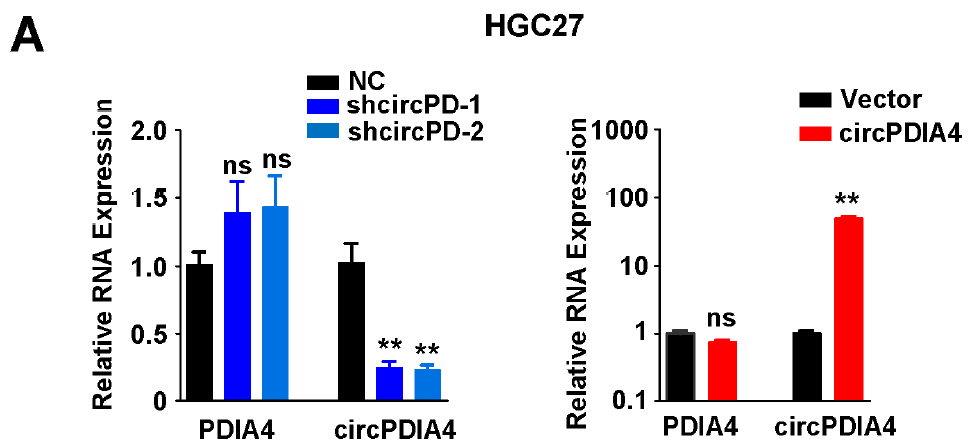 A
HGC27
NC
shcircPD-1
shcircPD-2
Relative RNA Expression
2.0
1.5
1.0
0.5
0
ns
ns
**
**
PDIA4
circPDIA4
Vector
circPDIA4
Relative RNA Expression
1000
100
10
1
0.1
ns
**
PDIA4
circPDIA4